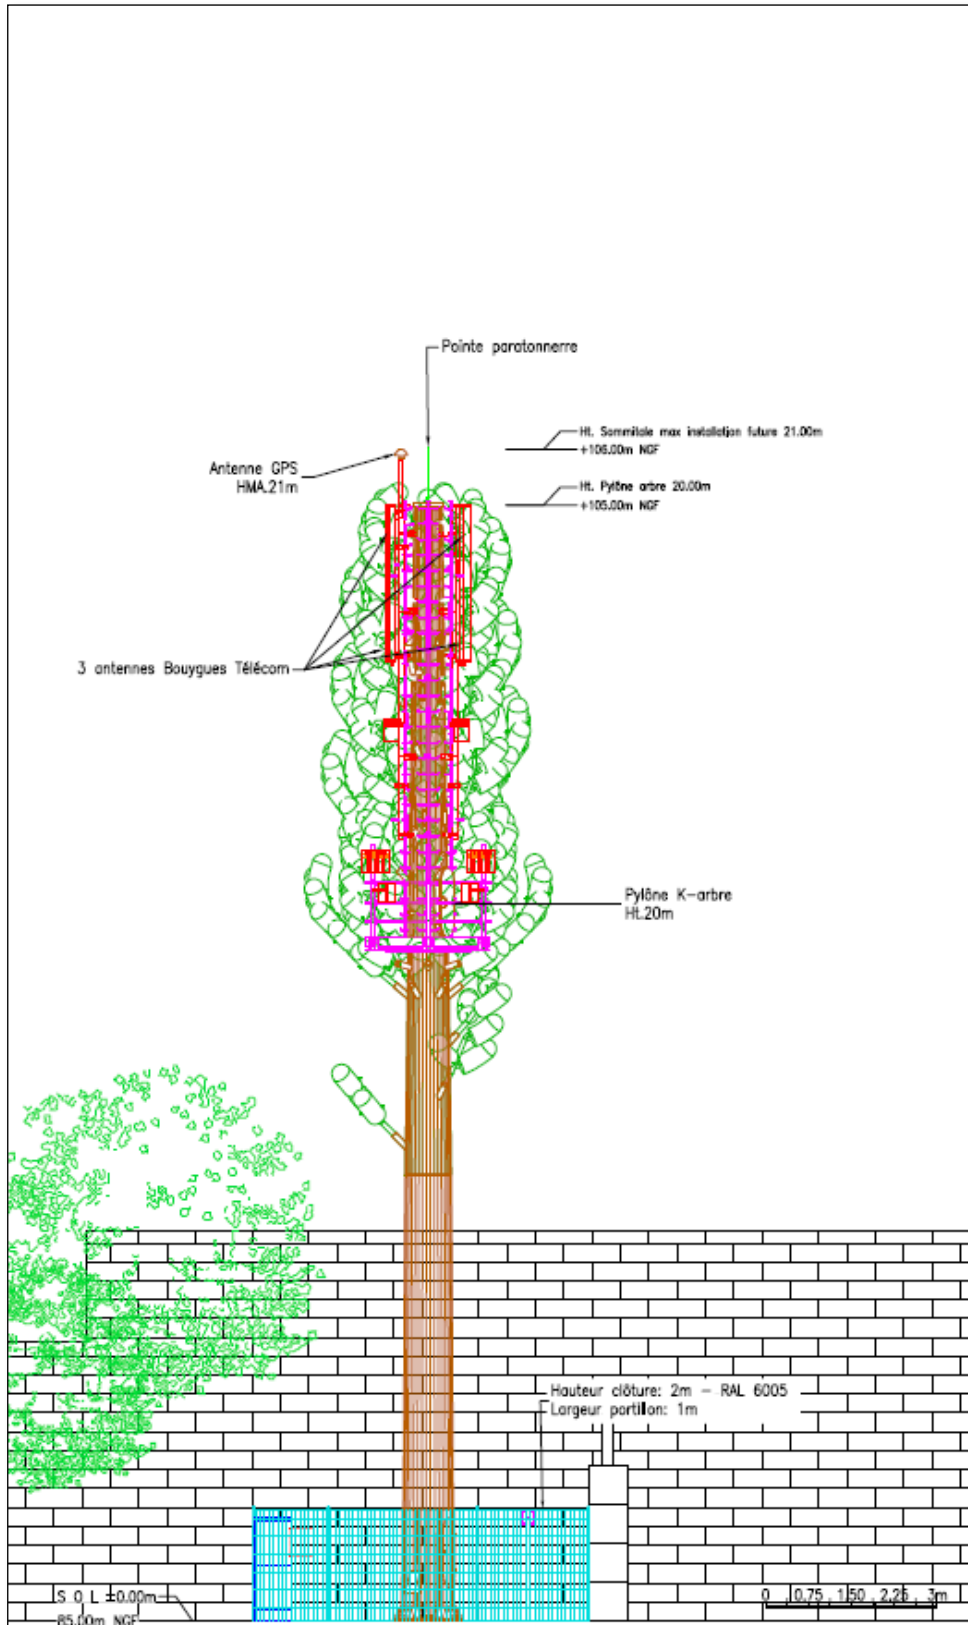 Pointe paratonnerre
Ht. Sommitale max installation future 21.00m
+106.00m NGF
Antenne GPS
HMA.21m
Ht. Pylône arbre 20.00m
+105.00m NGF
3 antennes Bouygues Télécom
Pylône K-arbre
Ht.20m
Hauteur clôture: 2m - RAL 6005
Largeur portillon: 1m
S O L ±0.00m
85.00m NGF
0 0,75 1,50 2,25 3m